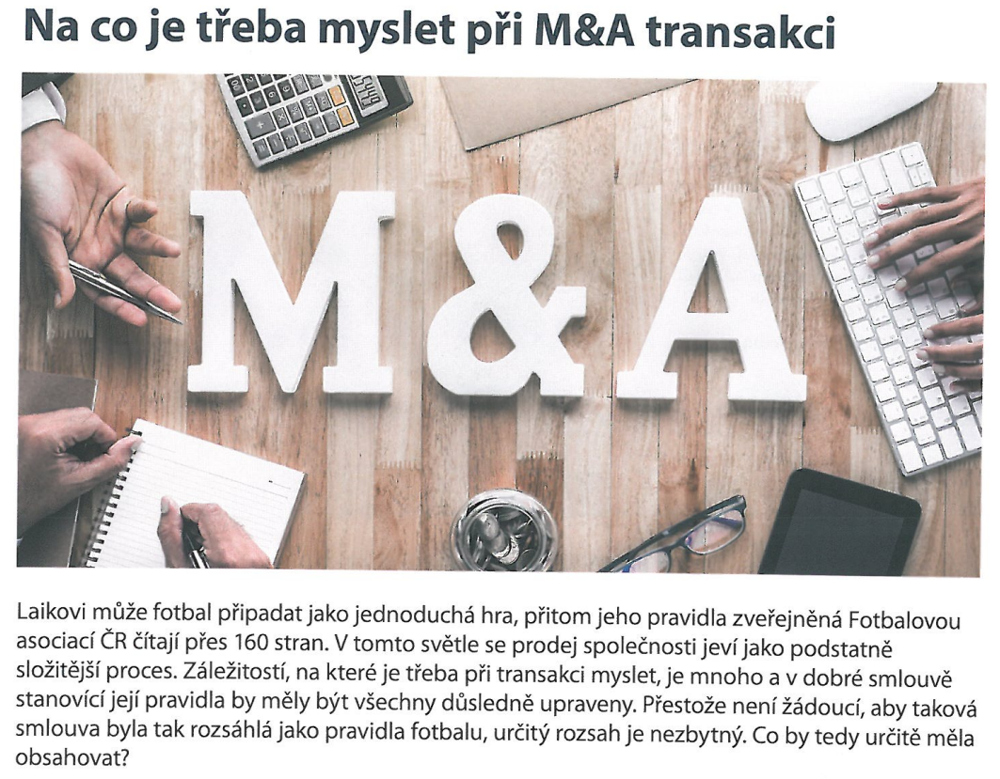 Na co je třeba myslet při M&A transakci
M&A
Laikovi může fotbal připadat jako jednoduchá hra, přitom jeho pravidla zveřejněná Fotbalovou
asociací ČR čítají přes 160 stran. V tomto světle se prodej společnosti jeví jako podstatně
složitější proces. Záležitostí, na které je třeba při transakci myslet, je mnoho a v dobré smlouvě
stanovící její pravidla by měly být všechny důsledně upraveny. Přestože není žádoucí, aby taková
smlouva byla tak rozsáhlá jako pravidla fotbalu, určitý rozsah je nezbytný. Co by tedy určitě měla
obsahovat?